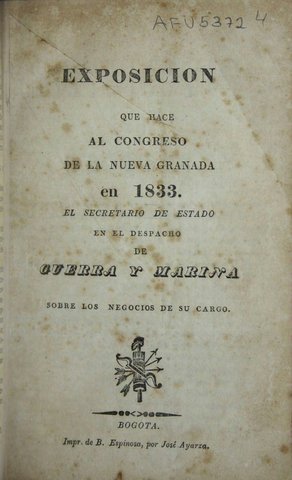 AFU5372 4
EXPOSICION
QUE HACE
AL CONGRESO
DE LA NUEVA GRANADA
en 1833.
EL SECRETARIO DE ESTADO
EN EL DESPACHO
DE
GUERRA Y MARINA
SOBRE LOS NEGOCIOS DE SU CARGO.
BOGOTA.
Impr. de B. Espinosa, por José Ayarza.